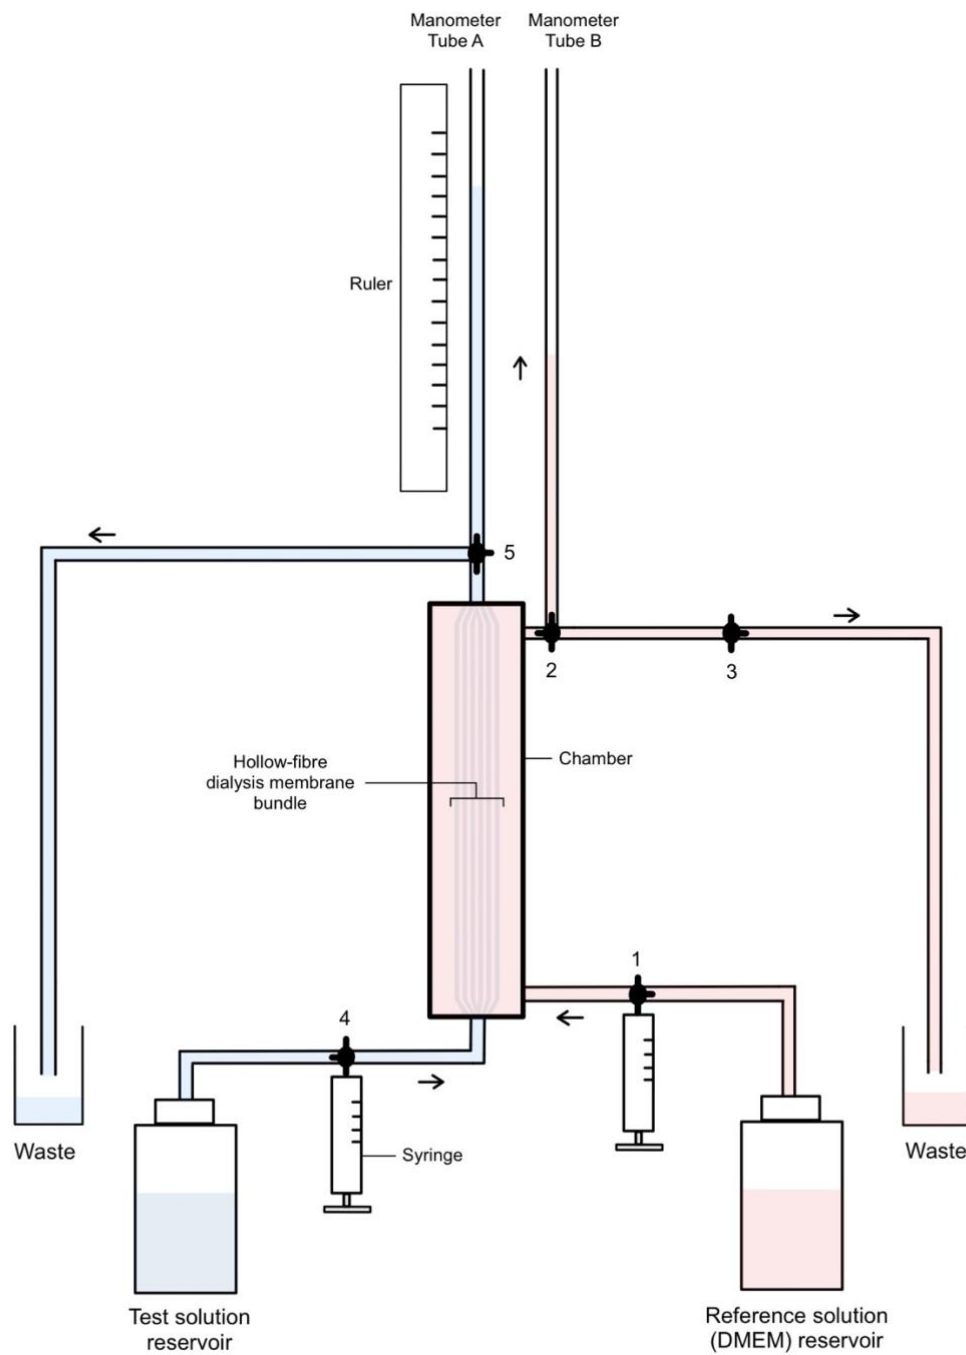 Manometer
Tube A
Manometer
Tube B
Ruler
5
2
3
Hollow-fibre
dialysis membrane
bundle
Chamber
1
4
Syringe
Waste
Waste
Test solution
reservoir
Reference solution
(DMEM) reservoir